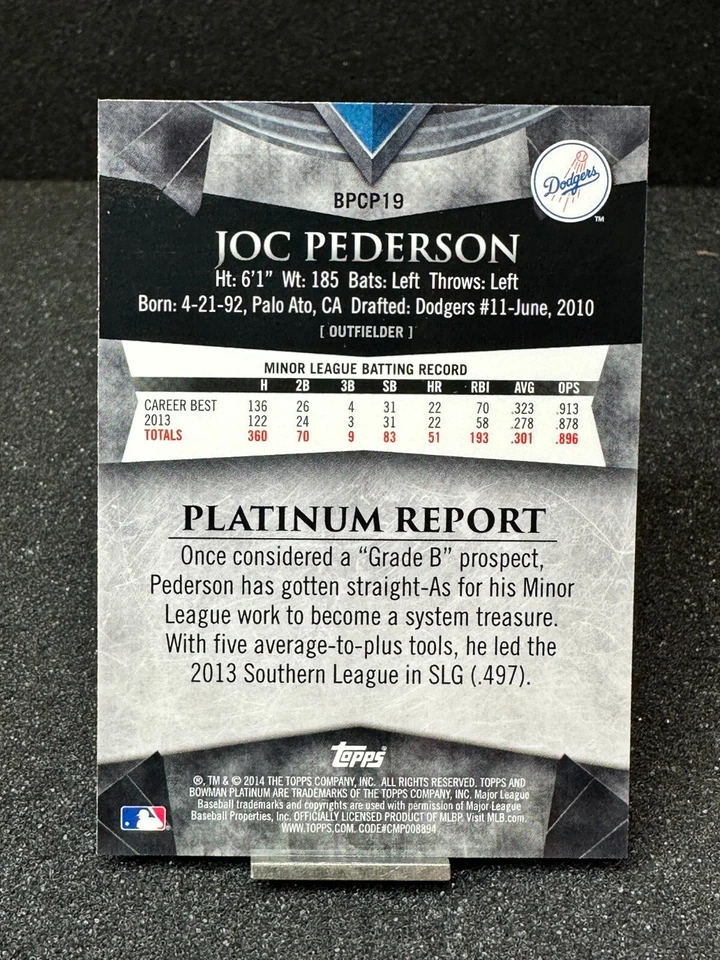 Dodgers
TM
BPCP19
JOC PEDERSON
Ht: 6'1" Wt: 185 Bats: Left Throws: Left
Born: 4-21-92, Palo Ato, CA Drafted: Dodgers #11-June, 2010
[ OUTFIELDER ]
MINOR LEAGUE BATTING RECORD
H 2B 3B SB HR RBI AVG OPS
CAREER BEST 136 26 4 31 22 70 .323 .913
2013 122 24 3 31 22 58 .278 .878
TOTALS 360 70 9 83 51 193 .301 .896
PLATINUM REPORT
Once considered a “Grade B” prospect,
Pederson has gotten straight-As for his Minor
League work to become a system treasure.
With five average-to-plus tools, he led the
2013 Southern League in SLG (.497).
Topps
®, TM & © 2014 THE TOPPS COMPANY, INC. ALL RIGHTS RESERVED. TOPPS AND
BOWMAN PLATINUM ARE TRADEMARKS OF THE TOPPS COMPANY, INC. Major League
Baseball trademarks and copyrights are used with permission of Major League
Baseball Properties, Inc. OFFICIALLY LICENSED PRODUCT OF MLBP. Visit MLB.com.
WWW.TOPPS.COM. CODE#CMP008894